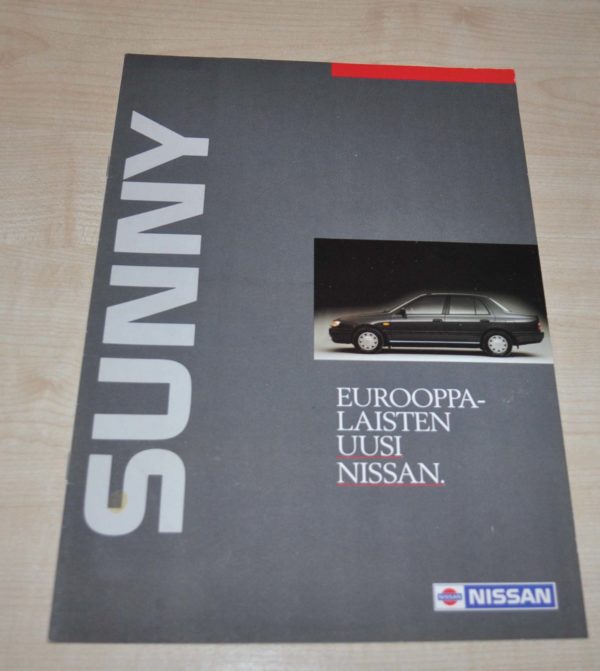 SUNNY
EUROOPPA-
LAISTEN
UUSI
NISSAN.
NISSAN
NISSAN